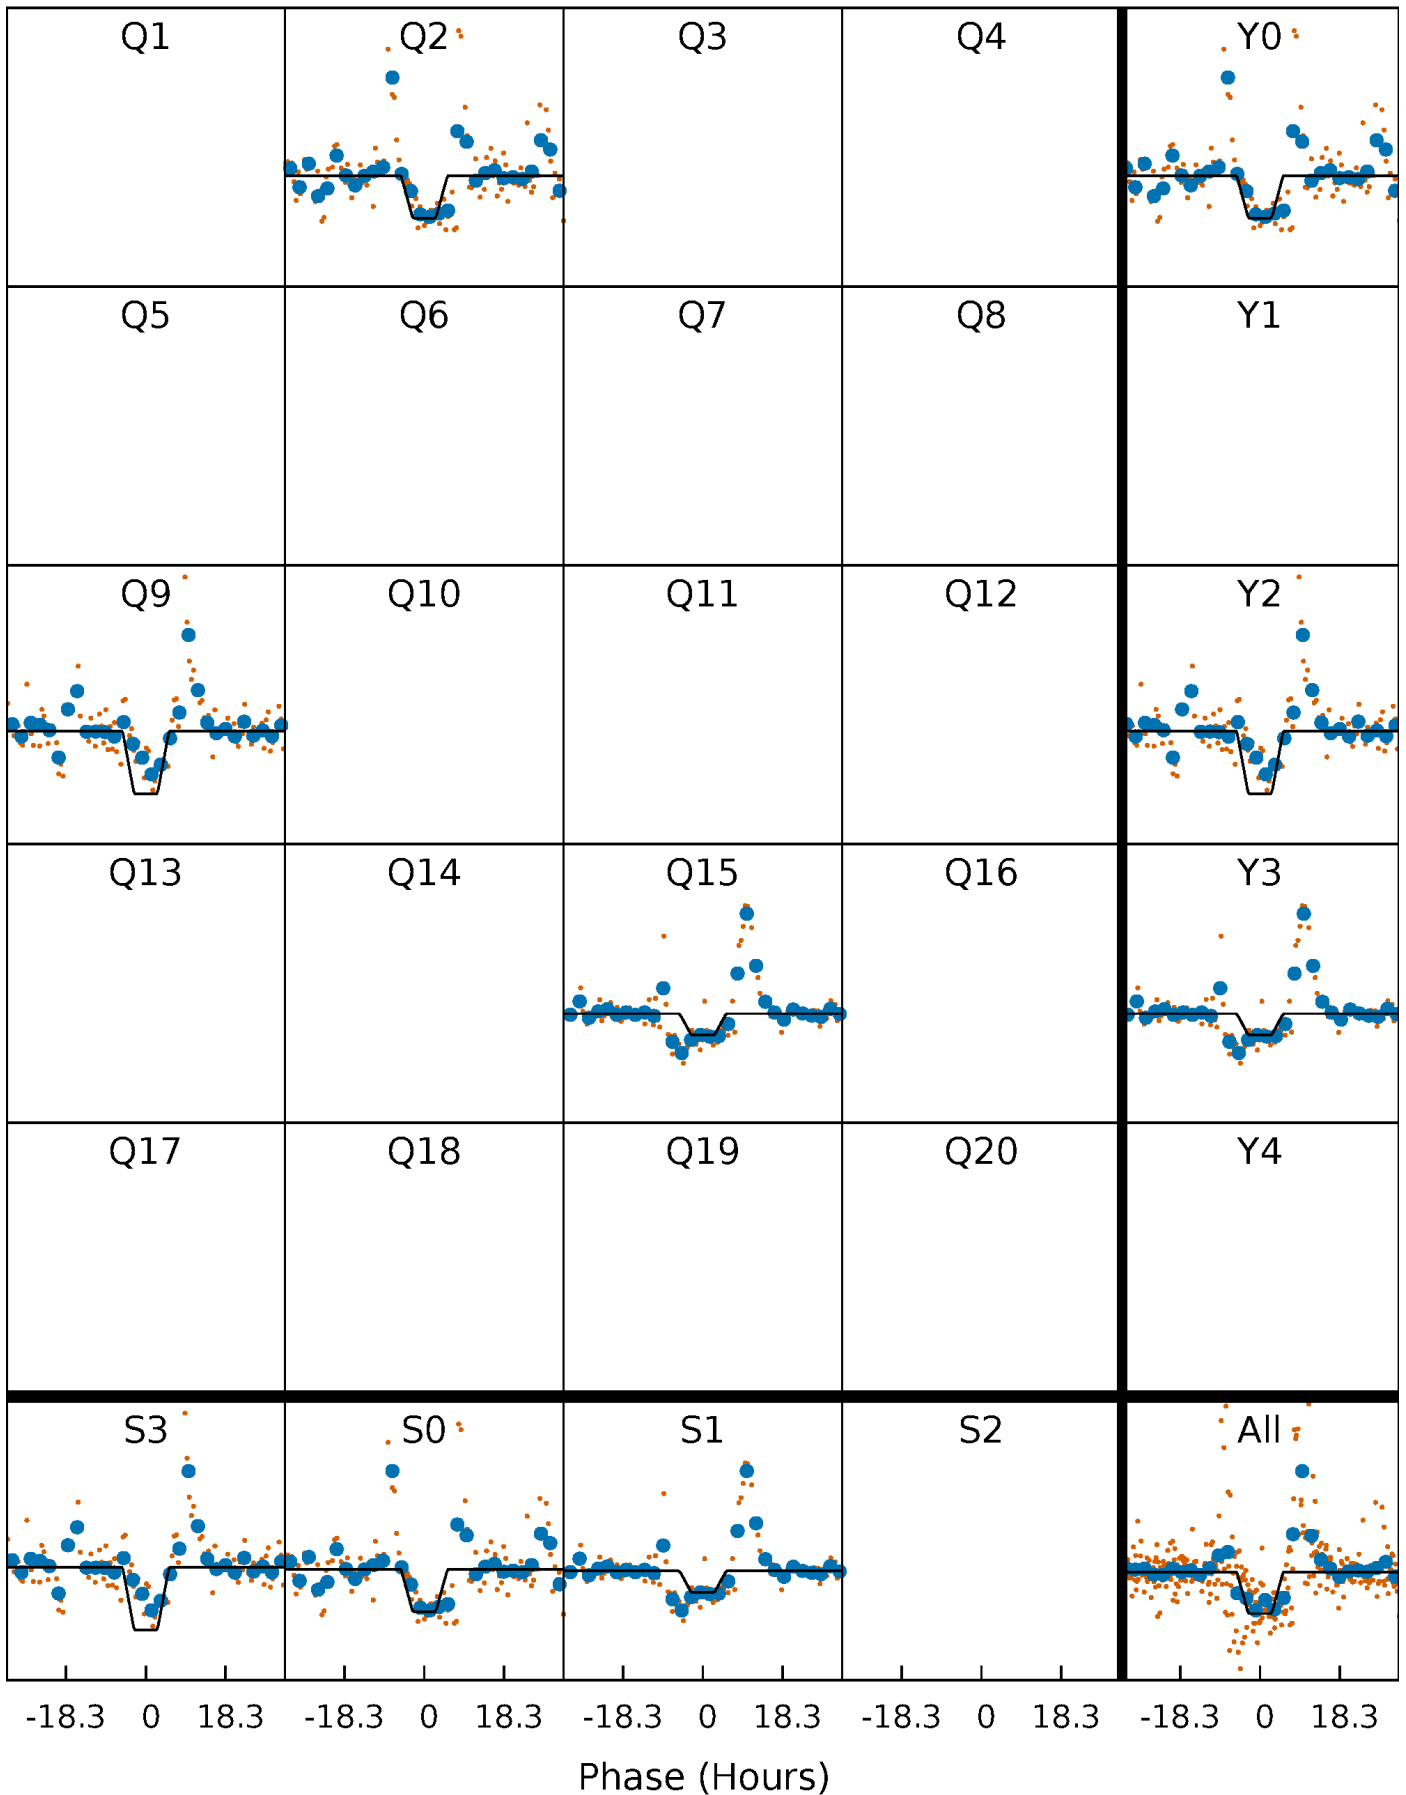 Q1 Q2 Q3 Q4 Y0
Q5 Q6 Q7 Q8 Y1
Q9 Q10 Q11 Q12 Y2
Q13 Q14 Q15 Q16 Y3
Q17 Q18 Q19 Q20 Y4
S3 S0 S1 S2 All
-18.3 0 18.3 -18.3 0 18.3 -18.3 0 18.3 -18.3 0 18.3 -18.3 0 18.3
Phase (Hours)